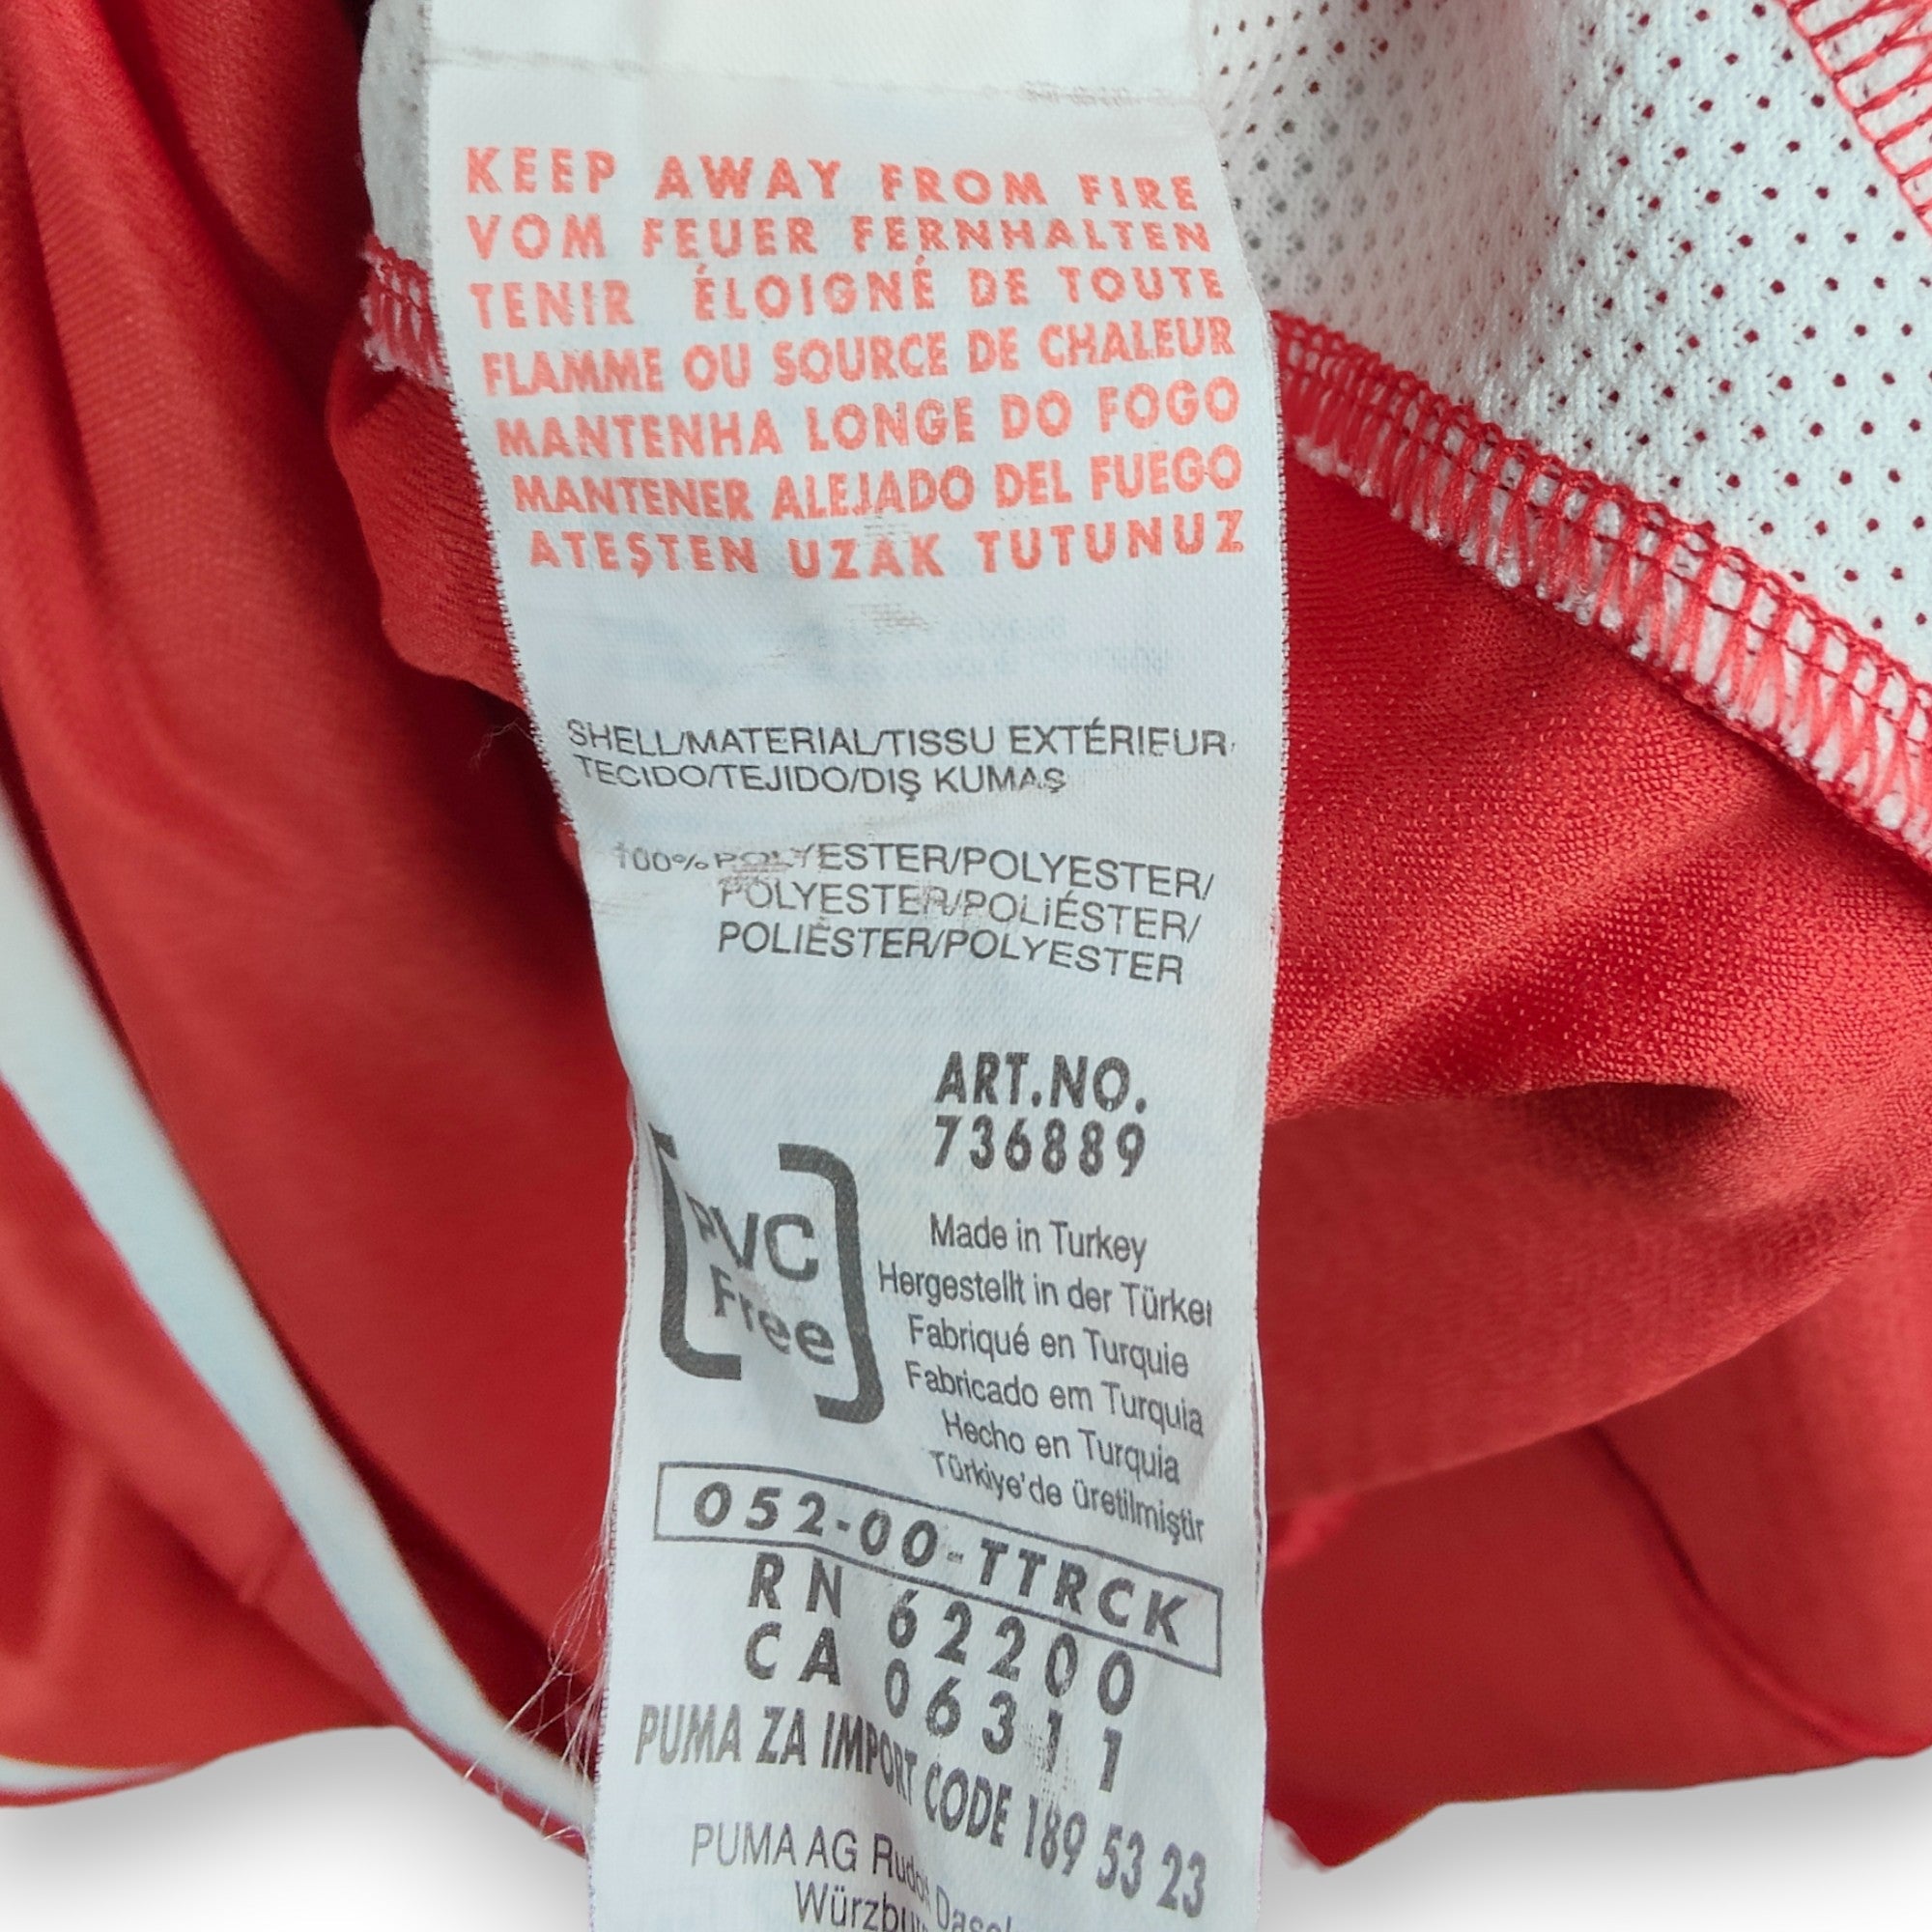 KEEP AWAY FROM FIRE
VOM FEUER FERNHALTEN
TENIR ÉLOIGNÉ DE TOUTE
FLAMME OU SOURCE DE CHALEUR
MANTENHA LONGE DO FOGO
MANTENER ALEJADO DEL FUEGO
ATEŞTEN UZAK TUTUNUZ
SHELL/MATERIAL/TISSU EXTÉRIEUR
TECIDO/TEJIDO/DIŞ KUMAŞ
100% POLYESTER/POLYESTER/
POLYESTER/POLIÉSTER/
POLIÉSTER/POLYESTER
ART.NO.
736889
PVC
Free
Made in Turkey
Hergestellt in der Türkei
Fabriqué en Turquie
Fabricado em Turquia
Hecho en Turquia
Türkiye'de üretilmiştir
052-00-TTRCK
RN 62200
CA 06311
PUMA ZA IMPORT CODE 189 53 23
PUMA AG